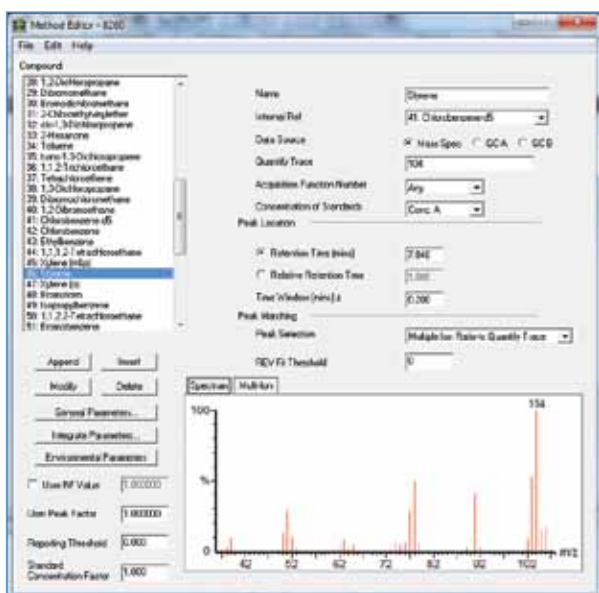 Method Editor - 8260
File Edit Help
Compound
28: 1,2-Dichloropropane
29: Dibromomethane
30: Bromodichloromethane
31: 2-Chloroethylvinylether
32: cis-1,3-Dichloropropene
33: 2-Hexanone
34: Toluene
35: trans-1,3-Dichloropropene
36: 1,1,2-Trichloroethane
37: Tetrachloroethene
38: 1,3-Dichloropropane
39: Dibromochloromethane
40: 1,2-Dibromoethane
41: Chlorobenzene-d5
42: Chlorobenzene
43: Ethylbenzene
44: 1,1,1,2-Tetrachloroethane
45: Xylene (m&p)
46: Styrene
47: Xylene (o)
48: Bromoform
49: Isopropylbenzene
50: 1,1,2,2-Tetrachloroethane
51: Bromobenzene
Append Insert
Modify Delete
General Parameters...
Integrate Parameters...
Environmental Parameters
User RF Value 1.000000
User Peak Factor 1.000000
Reporting Threshold 0.000
Standard Concentration Factor 1.000
Name Styrene
Internal Ref 41: Chlorobenzene-d5
Data Source Mass Spec GC A GC B
Quantify Trace 104
Acquisition Function Number Any
Concentration of Standards Conc. A
Peak Location
Retention Time (mins) 7.840
Relative Retention Time 1.000
Time Window (mins) ± 0.200
Peak Matching
Peak Selection Multiple Ion Ratio to Quantify Trace
REV Fit Threshold 0
Spectrum Multi-Ion
100
%
0
104
42 52 62 72 82 92 102 M/Z